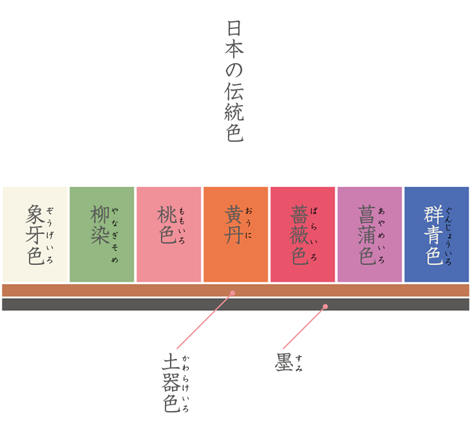 日本の伝統色
群青色
ぐんじょういろ
菖蒲色
あやめいろ
薔薇色
ばらいろ
黄丹
おうに
桃色
ももいろ
柳染
やなぎそめ
象牙色
ぞうげいろ
墨
すみ
土器色
かわらけいろ